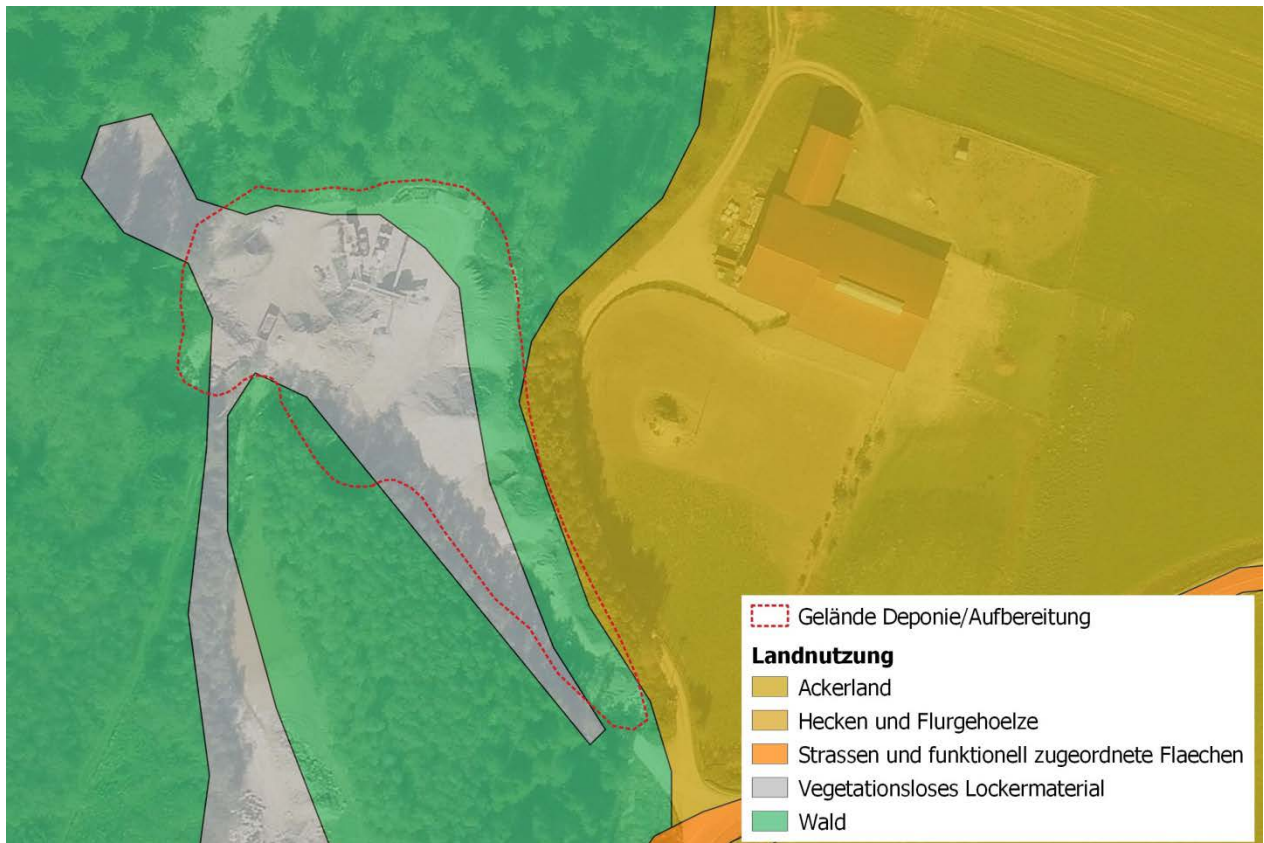 Gelände Deponie/Aufbereitung
Landnutzung
Ackerland
Hecken und Flurgehoelze
Strassen und funktionell zugeordnete Flaechen
Vegetationsloses Lockermaterial
Wald